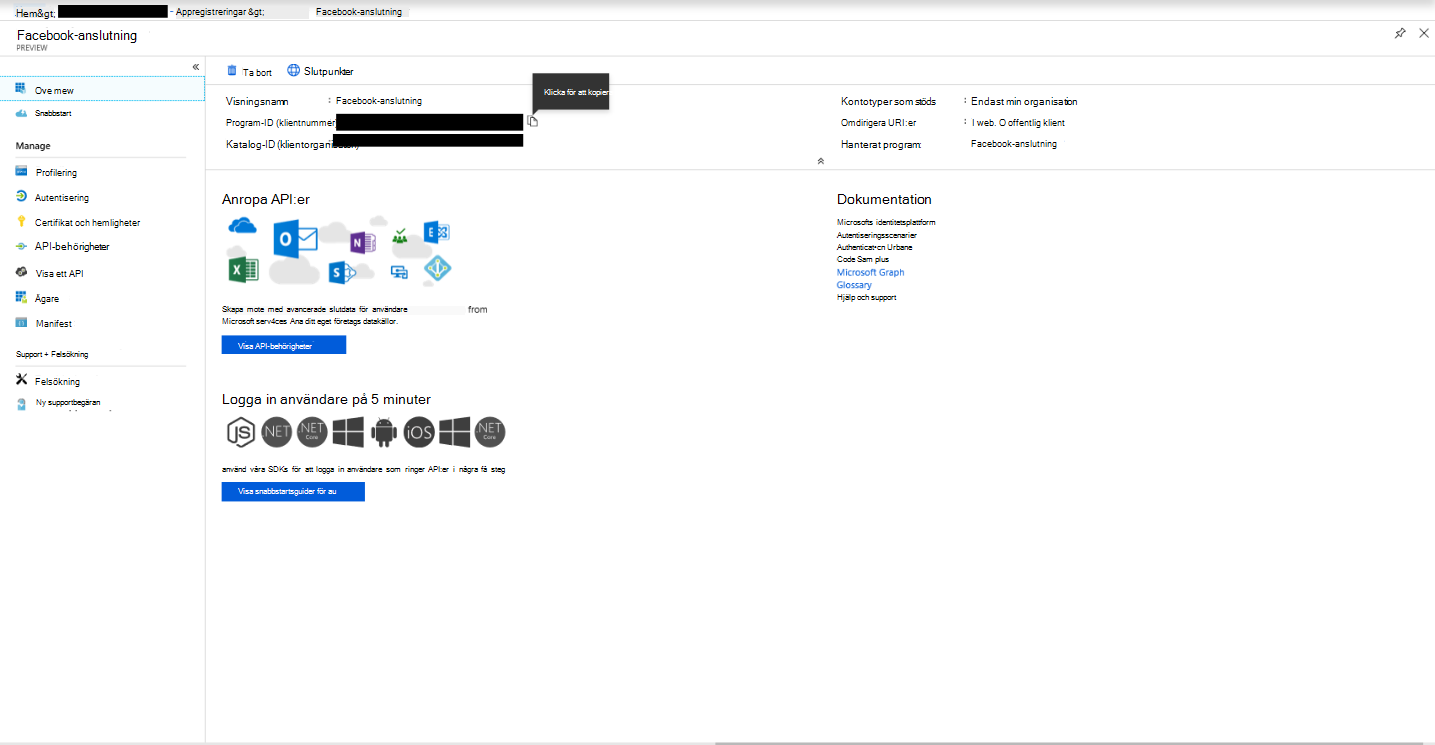 Hem&gt; - Appregistreringar &gt; Facebook-anslutning
Facebook-anslutning
PREVIEW
«
Ove mew
Snabbstart
Manage
Profilering
Autentisering
Certifikat och hemligheter
API-behörigheter
Visa ett API
Ägare
Manifest
Support + Felsökning
Felsökning
Ny supportbegäran
Ta bort Slutpunkter
Klicka för att kopier
Visningsnamn : Facebook-anslutning
Program-ID (klientnummer
Katalog-ID (klientorganisation)
Kontotyper som stöds : Endast min organisation
Omdirigera URI:er : I web. O offentlig klient
Hanterat program: Facebook-anslutning
Anropa API:er
O N E X S X
Skapa mote med avancerade slutdata för användare from
Microsoft serv4ces Ana ditt eget företags datakällor.
Visa API-behörigheter
Logga in användare på 5 minuter
JS .NET .NET Core iOS .NET Core
använd våra SDKs för att logga in användare som ringer API:er i några få steg
Visa snabbstartsguider för au
Dokumentation
Microsofts identitetsplattform
Autentiseringsscenarier
Authenticat•cn Urbane
Code Sam plus
Microsoft Graph
Glossary
Hjälp och support